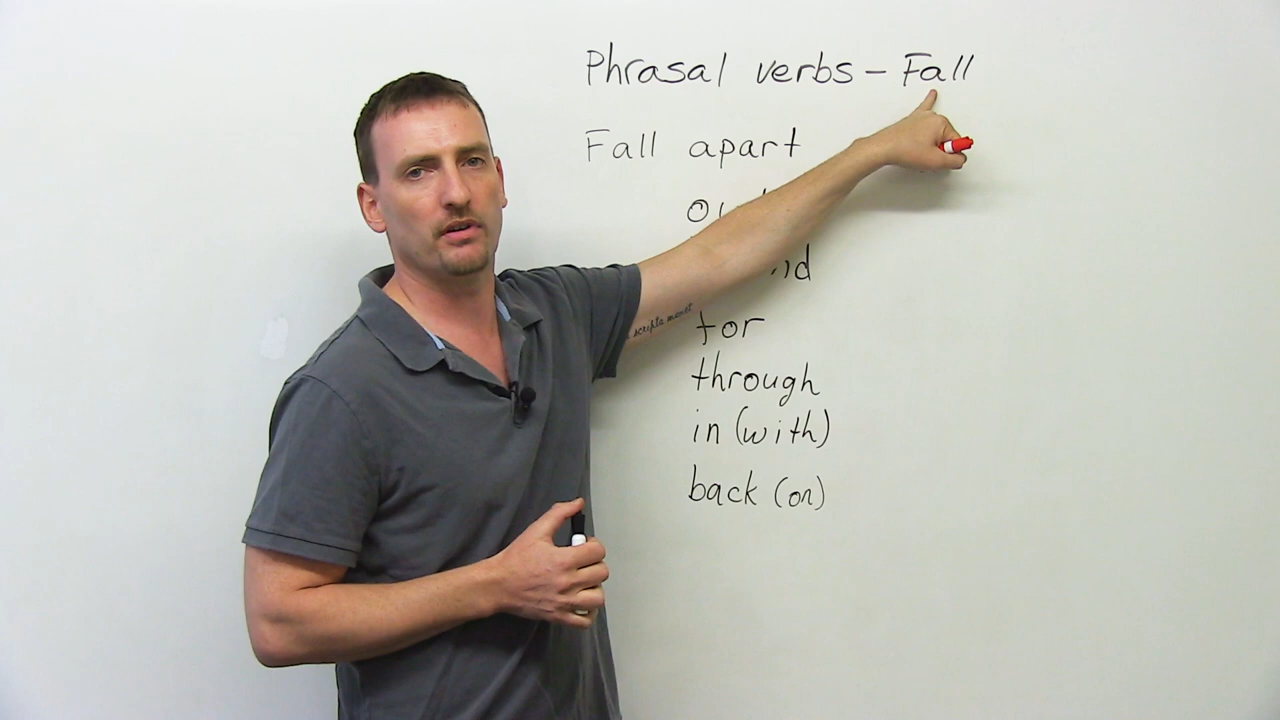 Phrasal verbs - Fall
Fall apart
for
through
in (with)
back (on)